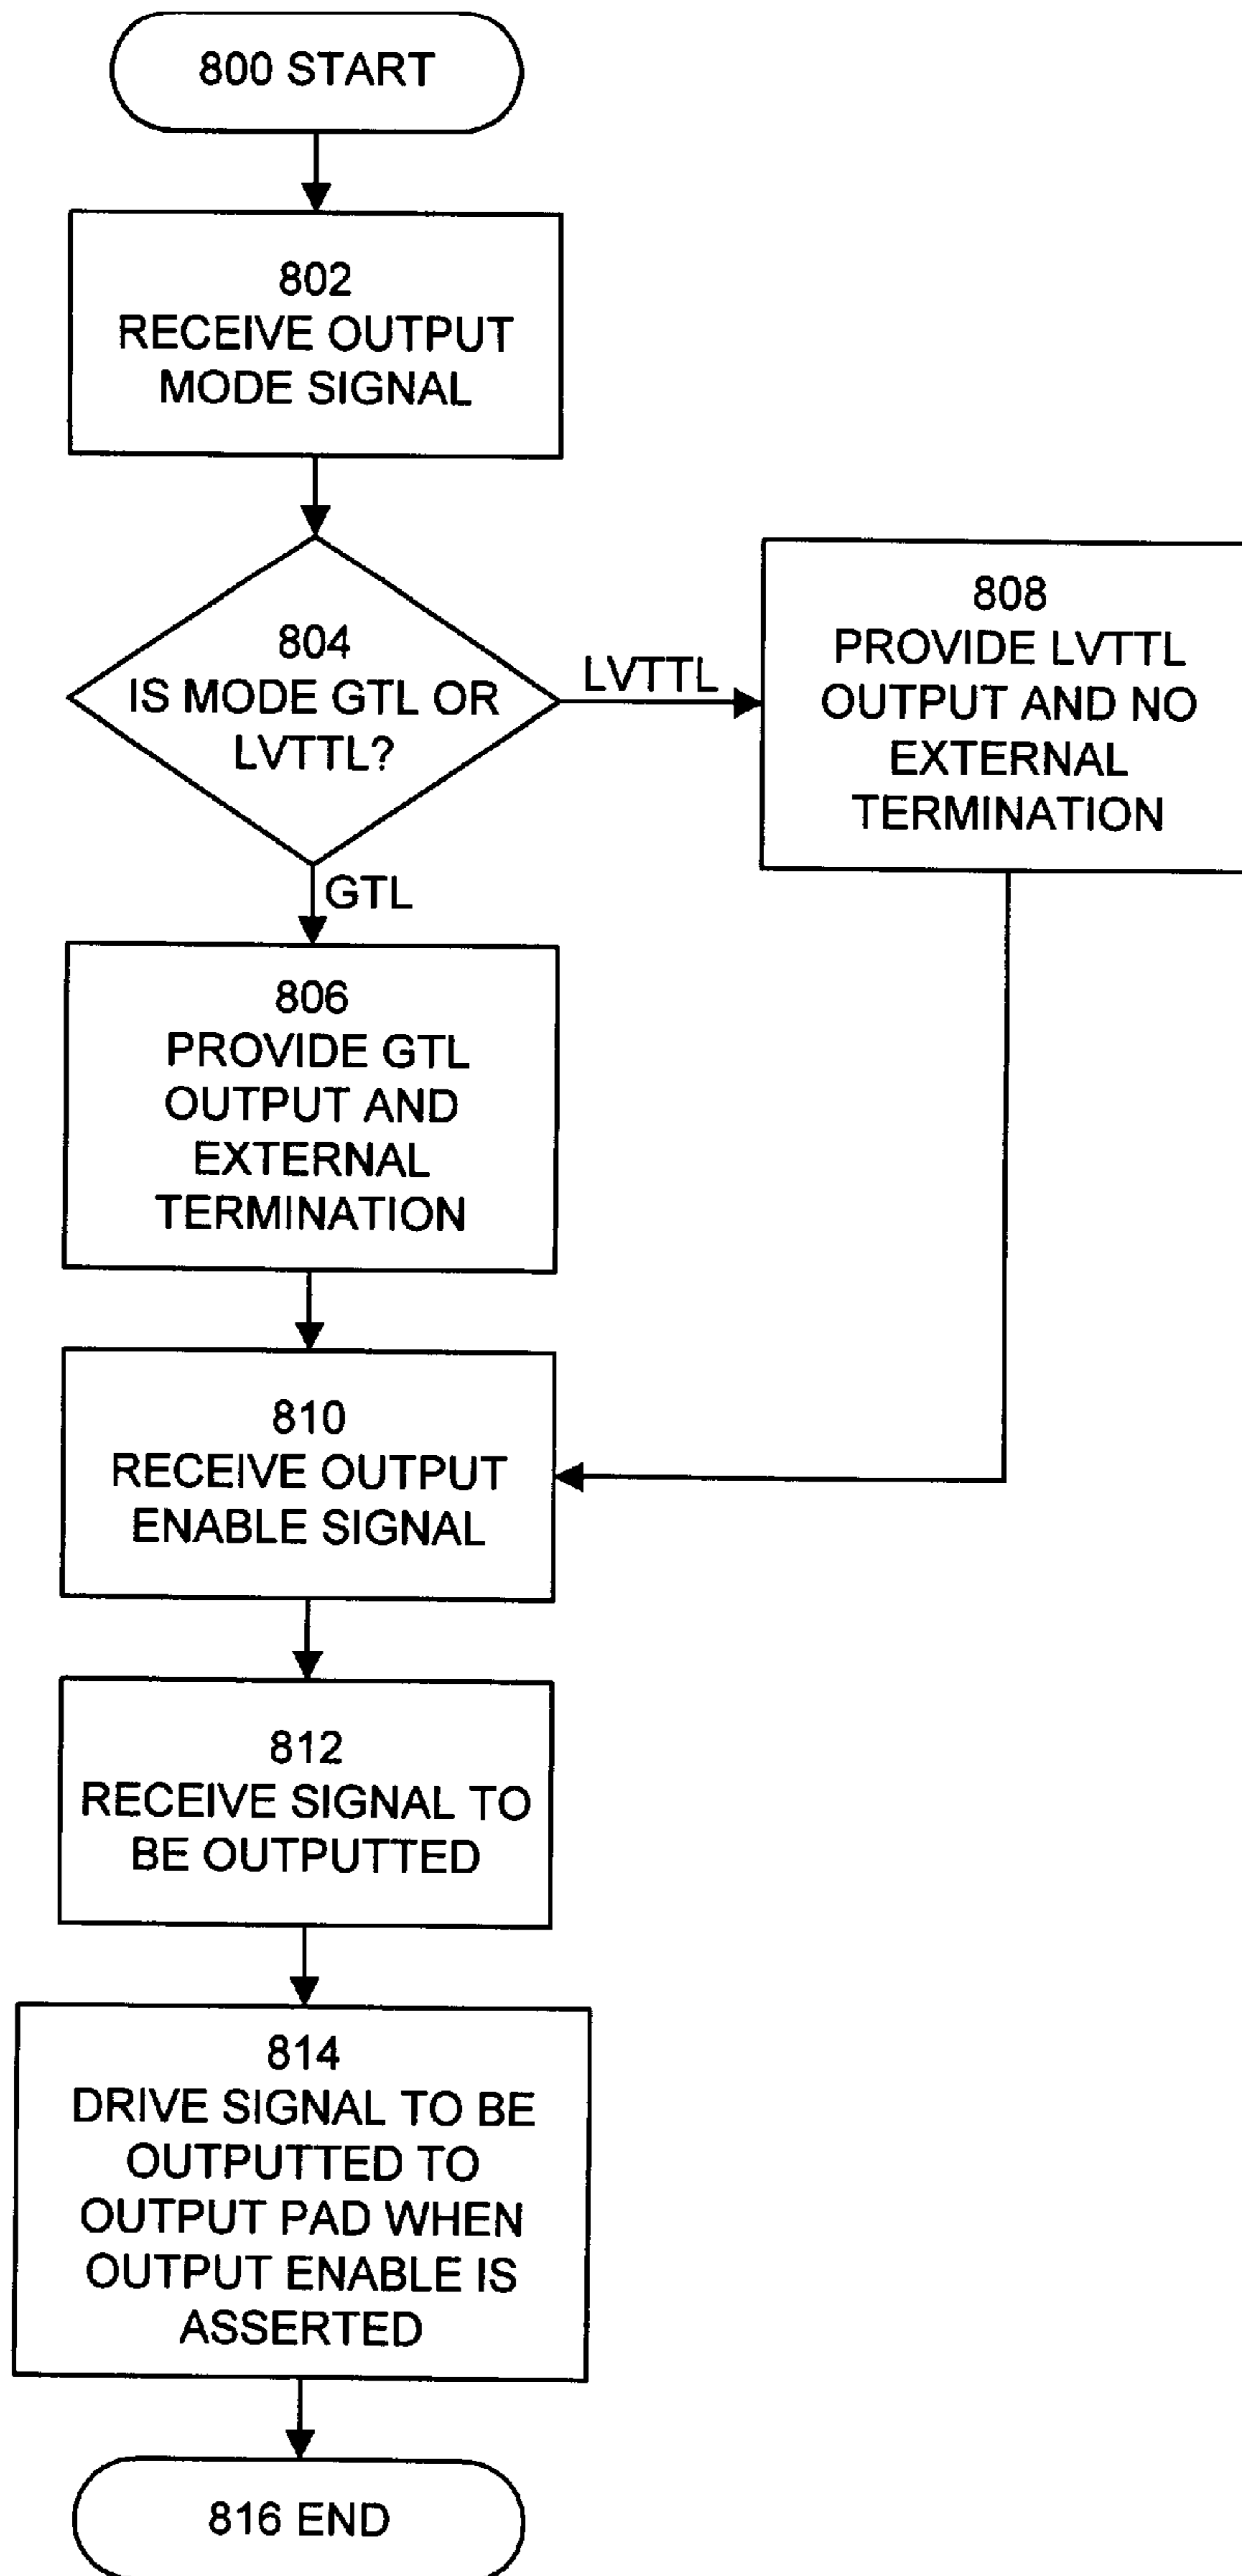 800 START
802
RECEIVE OUTPUT
MODE SIGNAL
804
IS MODE GTL OR
LVTTL?
LVTTL
808
PROVIDE LVTTL
OUTPUT AND NO
EXTERNAL
TERMINATION
GTL
806
PROVIDE GTL
OUTPUT AND
EXTERNAL
TERMINATION
810
RECEIVE OUTPUT
ENABLE SIGNAL
812
RECEIVE SIGNAL TO
BE OUTPUTTED
814
DRIVE SIGNAL TO BE
OUTPUTTED TO
OUTPUT PAD WHEN
OUTPUT ENABLE IS
ASSERTED
816 END